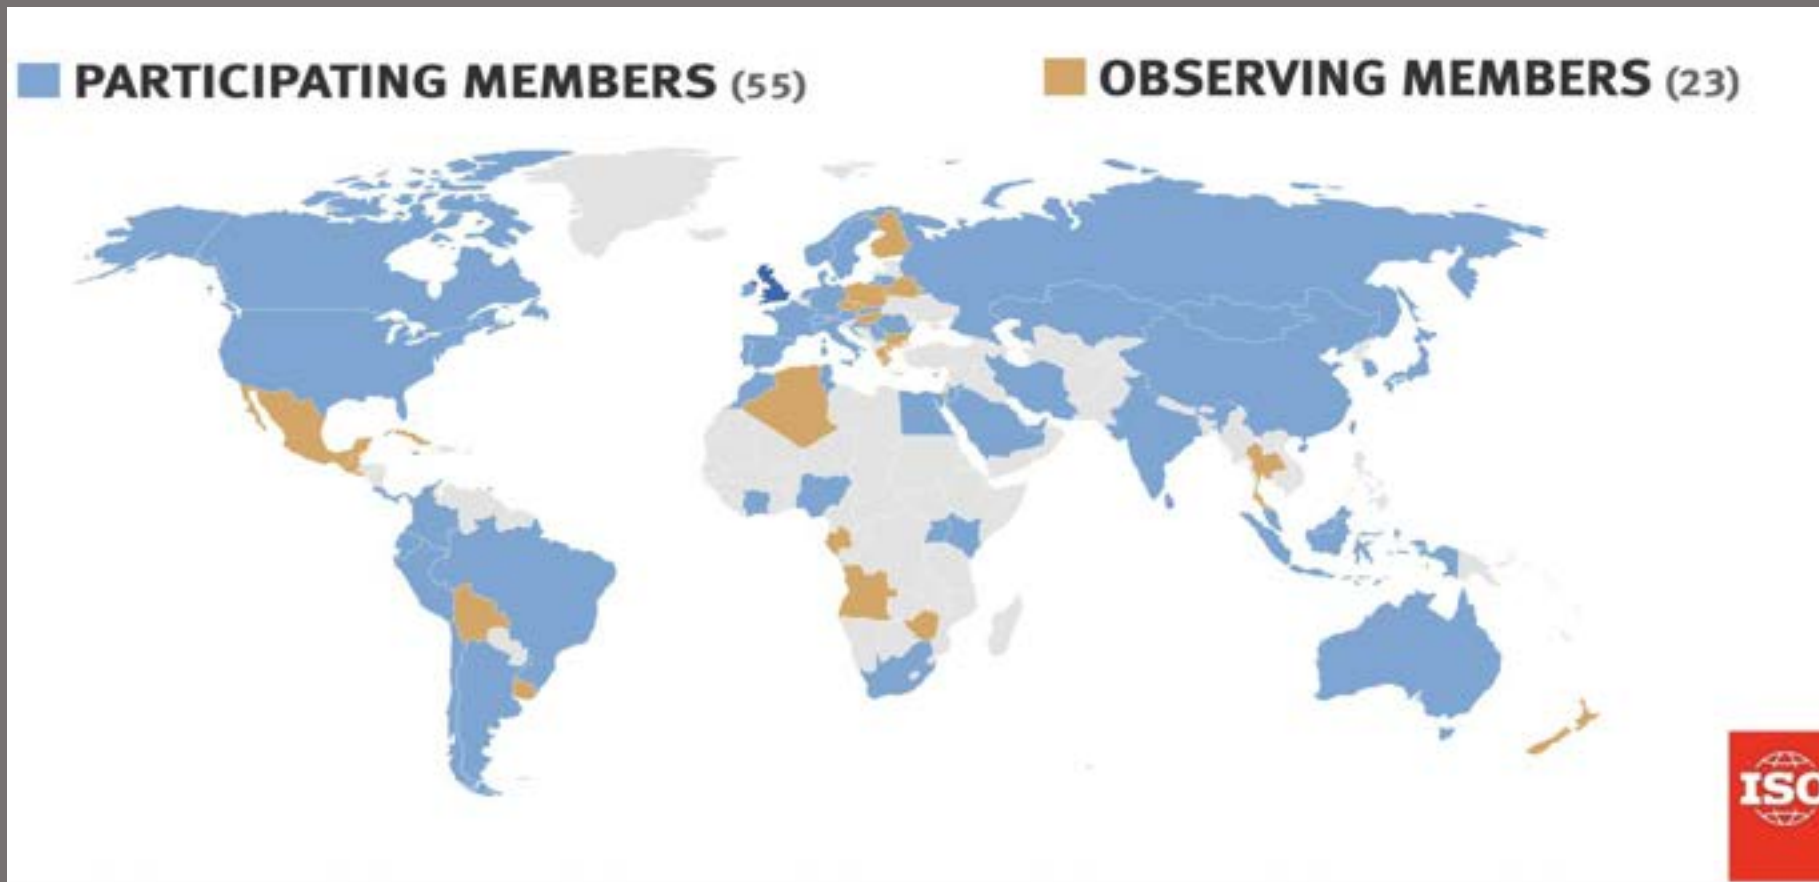 PARTICIPATING MEMBERS (55)
OBSERVING MEMBERS (23)
ISO